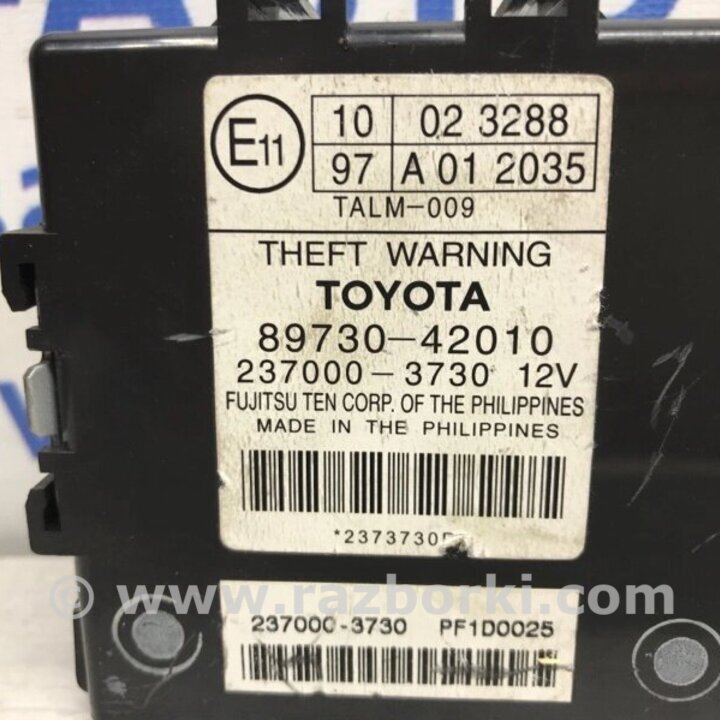 E11
10 02 3288
97 A 01 2035
TALM-009
THEFT WARNING
TOYOTA
89730-42010
237000-3730 12V
FUJITSU TEN CORP. OF THE PHILIPPINES
MADE IN THE PHILIPPINES
*2373730
© www.razborki.com
237000-3730 PF1D0025